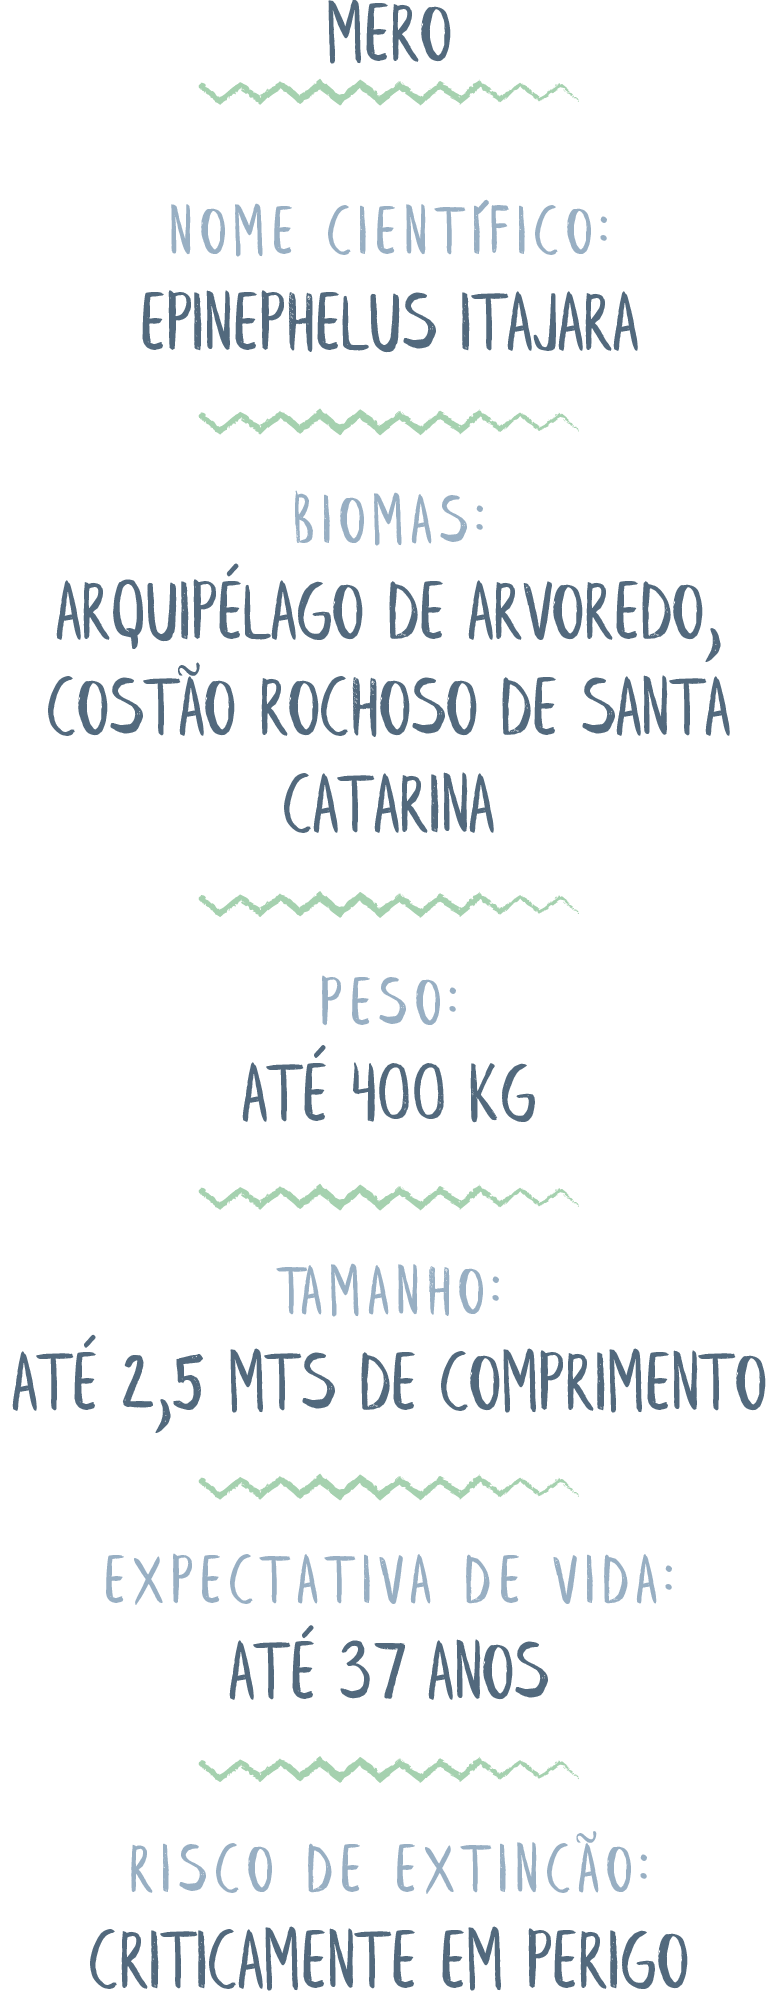 MERO
NOME CIENTÍFICO:
EPINEPHELUS ITAJARA
BIOMAS:
ARQUIPÉLAGO DE ARVOREDO,
COSTÃO ROCHOSO DE SANTA
CATARINA
PESO:
ATÉ 400 KG
TAMANHO:
ATÉ 2,5 MTS DE COMPRIMENTO
EXPECTATIVA DE VIDA:
ATÉ 37 ANOS
RISCO DE EXTINCÃO:
CRITICAMENTE EM PERIGO